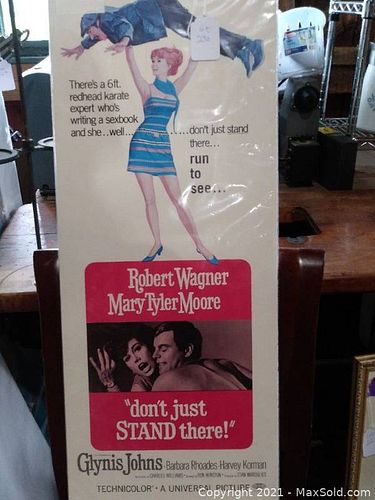 There's a 6ft.
redhead karate
expert who's
writing a sexbook
and she..well......
....don't just stand
there...
run
to
see...
Robert Wagner
Mary Tyler Moore
"don't just
STAND there!"
Glynis Johns · Barbara Rhoades · Harvey Korman
TECHNICOLOR® · A UNIVERSAL PICTURE
Copyright 2021 - MaxSold.com